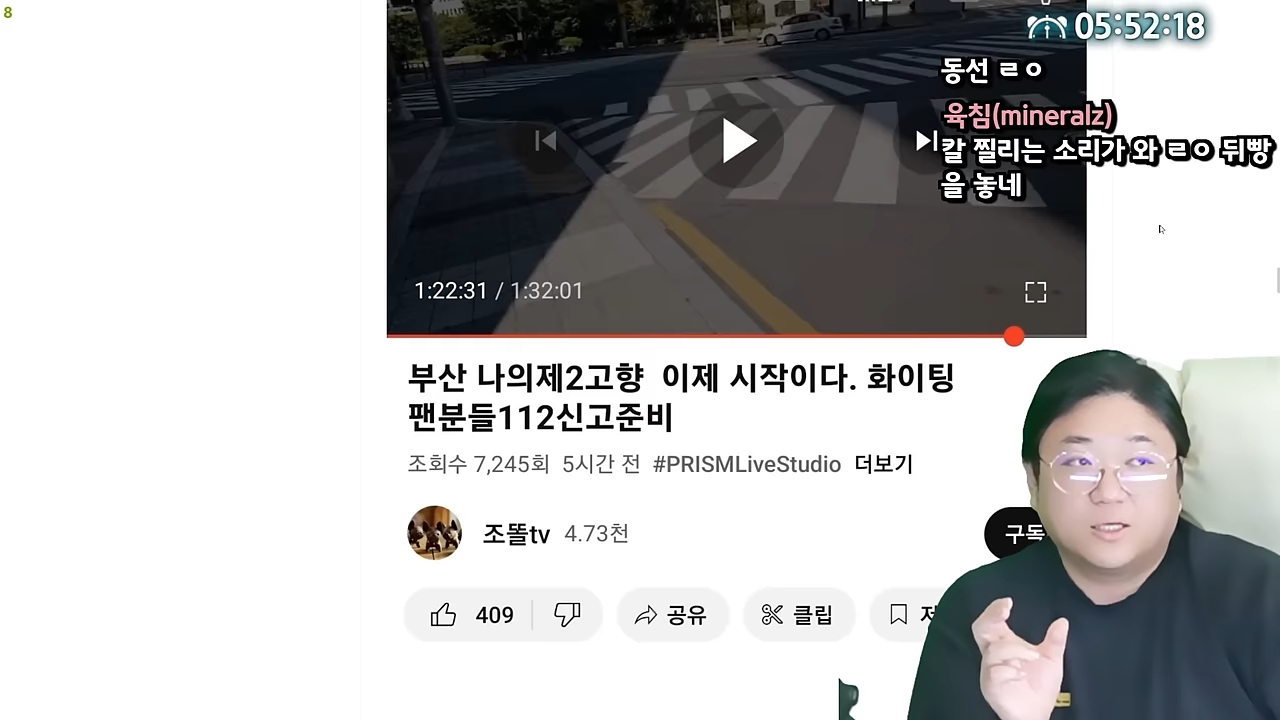 8
05:52:18
동선 ㄹㅇ
육침(mineralz)
칼 찔리는 소리가 와 ㄹㅇ 뒤빵
을 놓네
1:22:31 / 1:32:01
부산 나의제2고향 이제 시작이다. 화이팅
팬분들112신고준비
조회수 7,245회 5시간 전 #PRISMLiveStudio 더보기
조똘tv 4.73천
구독
409 공유 클립